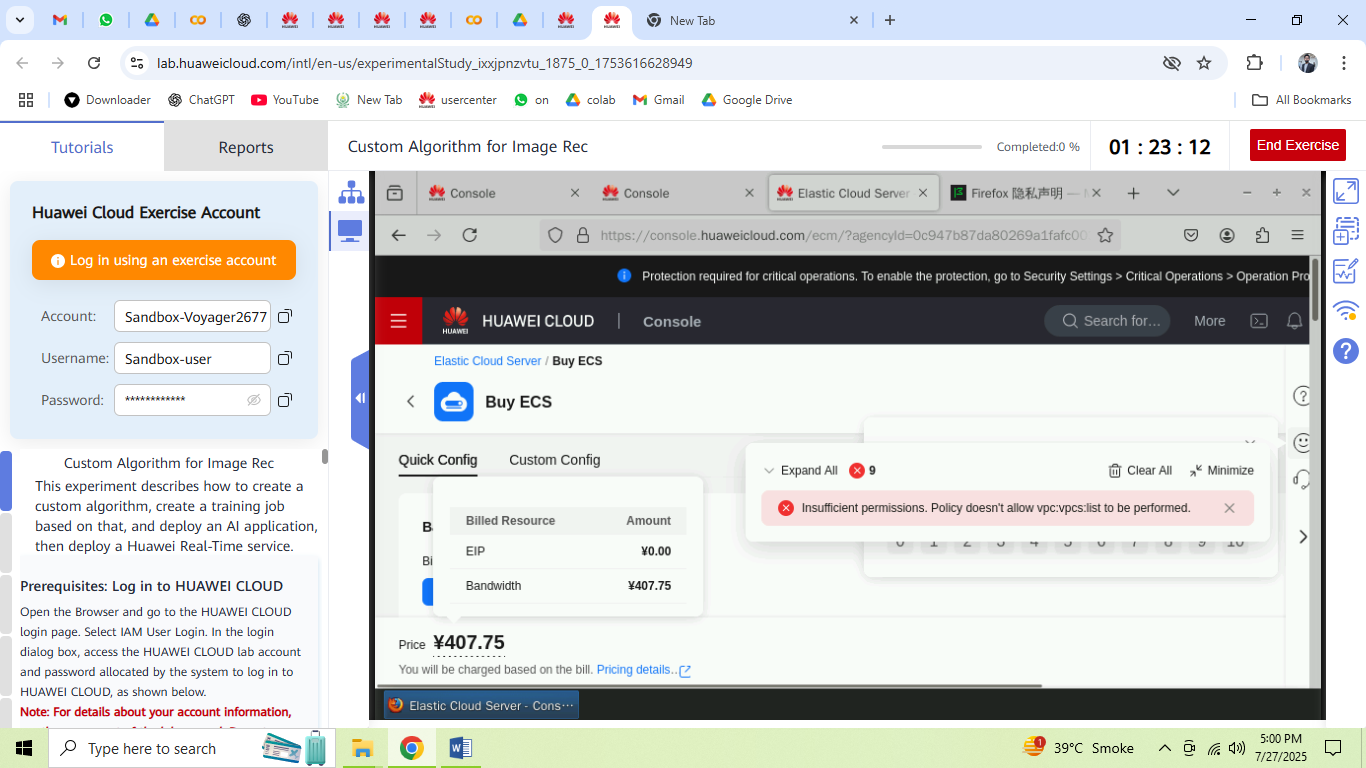 New Tab
lab.huaweicloud.com/intl/en-us/experimentalStudy_ixxjpnzvtu_1875_0_1753616628949
Downloader
ChatGPT
YouTube
New Tab
usercenter
on
colab
Gmail
Google Drive
All Bookmarks
Tutorials
Reports
Custom Algorithm for Image Rec
Completed:0 %
01 : 23 : 12
End Exercise
Huawei Cloud Exercise Account
Log in using an exercise account
Account:
Sandbox-Voyager2677
Username:
Sandbox-user
Password:
************
Custom Algorithm for Image Rec
This experiment describes how to create a
custom algorithm, create a training job
based on that, and deploy an AI application,
then deploy a Huawei Real-Time service.
Prerequisites: Log in to HUAWEI CLOUD
Open the Browser and go to the HUAWEI CLOUD
login page. Select IAM User Login. In the login
dialog box, access the HUAWEI CLOUD lab account
and password allocated by the system to log in to
HUAWEI CLOUD, as shown below.
Note: For details about your account information,
Console
Console
Elastic Cloud Server
Firefox 隐私声明 — M
https://console.huaweicloud.com/ecm/?agencyId=0c947b87da80269a1fafc00
Protection required for critical operations. To enable the protection, go to Security Settings > Critical Operations > Operation Pro
HUAWEI
HUAWEI CLOUD
Console
Search for…
More
Elastic Cloud Server / Buy ECS
Buy ECS
Quick Config
Custom Config
Expand All
9
Clear All
Minimize
Insufficient permissions. Policy doesn't allow vpc:vpcs:list to be performed.
0 1 2 3 4 5 6 7 8 9 10
Ba
Bi
Billed Resource
Amount
EIP
¥0.00
Bandwidth
¥407.75
Price ¥407.75
You will be charged based on the bill. Pricing details..
Elastic Cloud Server - Cons···
Type here to search
1
39°C Smoke
5:00 PM
7/27/2025